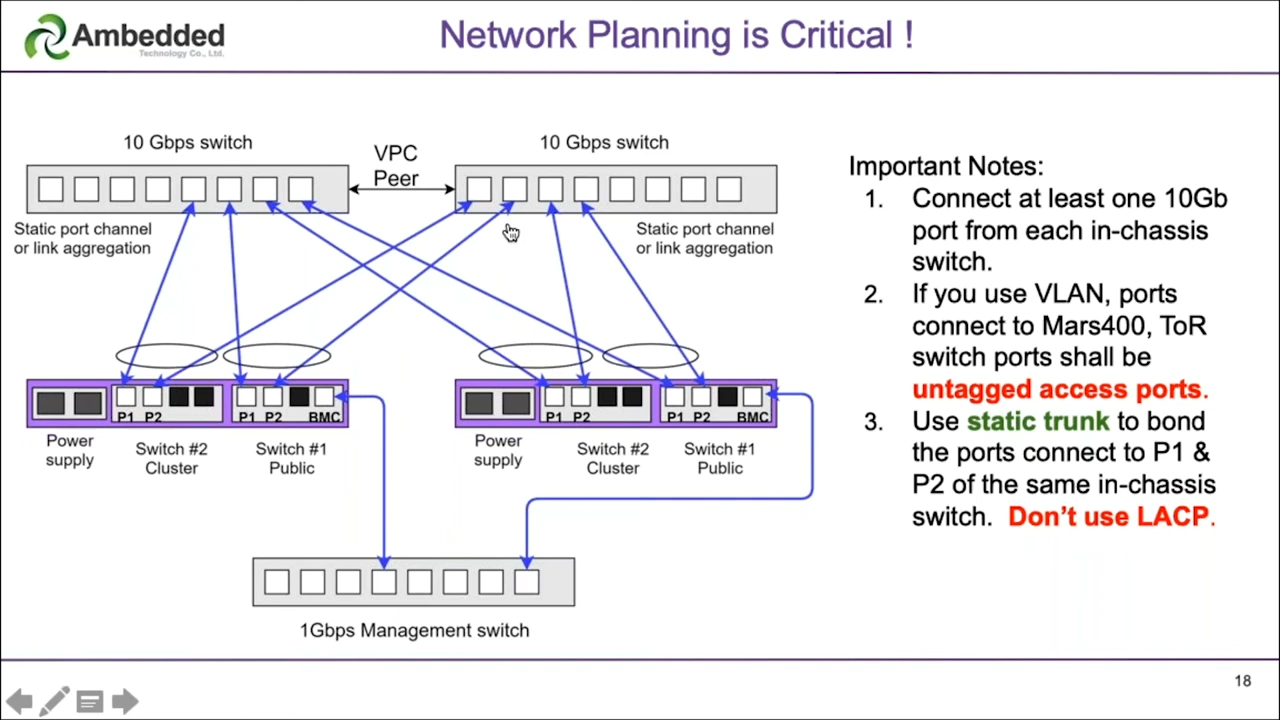 Ambedded
Technology Co., Ltd.
Network Planning is Critical !
10 Gbps switch
VPC
Peer
10 Gbps switch
Static port channel
or link aggregation
Static port channel
or link aggregation
P1 P2
P1 P2 BMC
P1 P2
P1 P2 BMC
Power
supply
Switch #2
Cluster
Switch #1
Public
Power
supply
Switch #2
Cluster
Switch #1
Public
1Gbps Management switch
Important Notes:
1. Connect at least one 10Gb
port from each in-chassis
switch.
2. If you use VLAN, ports
connect to Mars400, ToR
switch ports shall be
untagged access ports.
3. Use static trunk to bond
the ports connect to P1 &
P2 of the same in-chassis
switch. Don’t use LACP.
18